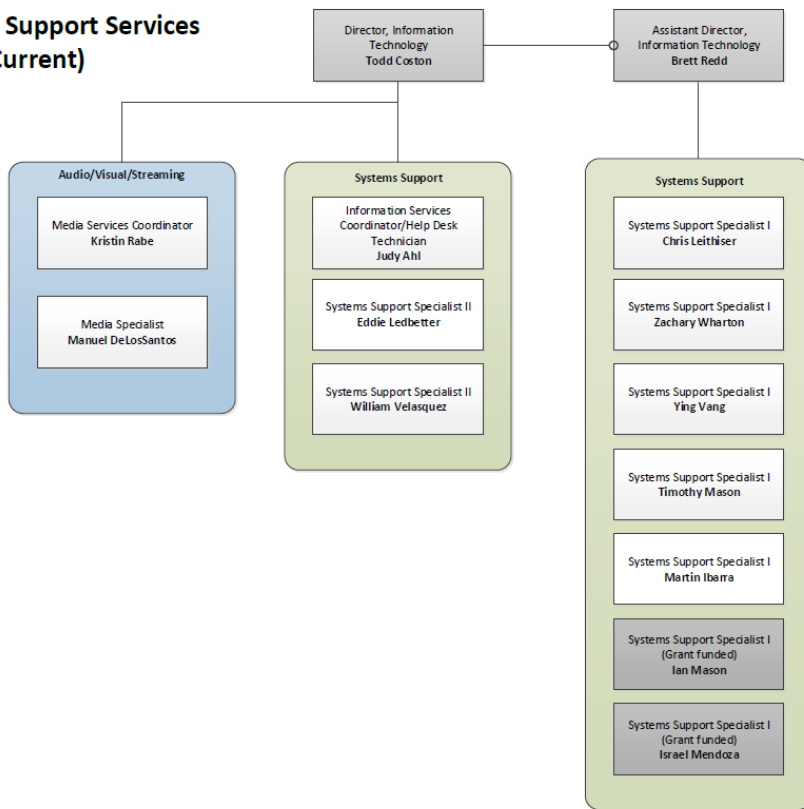 Support Services
Current)
Director, Information
Technology
Todd Coston
Assistant Director,
Information Technology
Brett Redd
Audio/Visual/Streaming
Media Services Coordinator
Kristin Rabe
Media Specialist
Manuel DeLosSantos
Systems Support
Information Services
Coordinator/Help Desk
Technician
Judy Ahl
Systems Support Specialist II
Eddie Ledbetter
Systems Support Specialist II
William Velasquez
Systems Support
Systems Support Specialist I
Chris Leithiser
Systems Support Specialist I
Zachary Wharton
Systems Support Specialist I
Ying Vang
Systems Support Specialist I
Timothy Mason
Systems Support Specialist I
Martin Ibarra
Systems Support Specialist I
(Grant funded)
Ian Mason
Systems Support Specialist I
(Grant funded)
Israel Mendoza